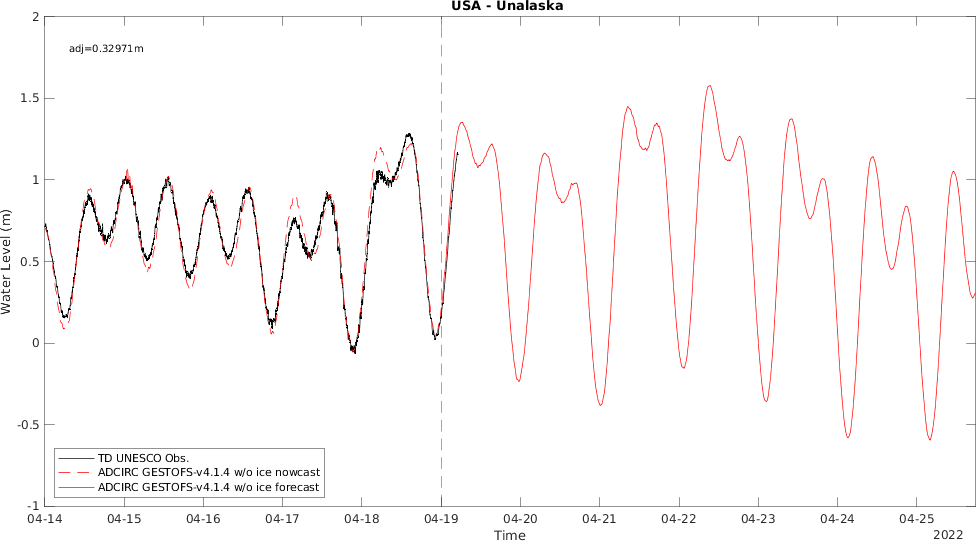 USA - Unalaska
adj=0.32971m
Water Level (m)
2
1.5
1
0.5
0
-0.5
-1
TD UNESCO Obs.
ADCIRC GESTOFS-v4.1.4 w/o ice nowcast
ADCIRC GESTOFS-v4.1.4 w/o ice forecast
04-14 04-15 04-16 04-17 04-18 04-19 04-20 04-21 04-22 04-23 04-24 04-25
Time
2022